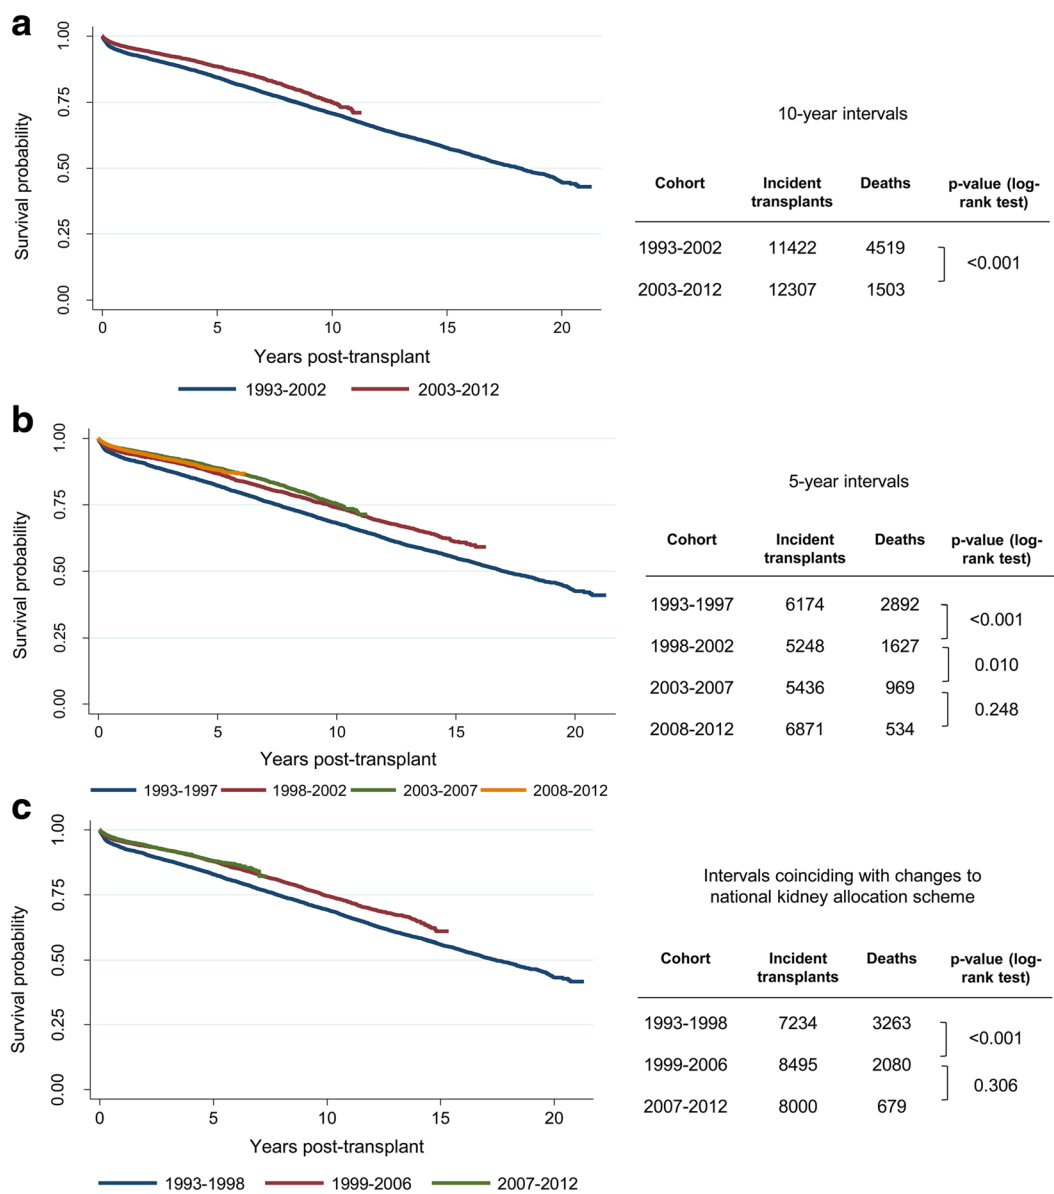 a
1.00
0.75
0.50
0.25
0.00
Survival probability
0 5 10 15 20
Years post-transplant
1993-2002 2003-2012
10-year intervals
Cohort Incident transplants Deaths p-value (log-rank test)
1993-2002 11422 4519
<0.001
2003-2012 12307 1503
b
1.00
0.75
0.50
0.25
0.00
Survival probability
0 5 10 15 20
Years post-transplant
1993-1997 1998-2002 2003-2007 2008-2012
5-year intervals
Cohort Incident transplants Deaths p-value (log-rank test)
1993-1997 6174 2892
<0.001
1998-2002 5248 1627
0.010
2003-2007 5436 969
0.248
2008-2012 6871 534
c
1.00
0.75
0.50
0.25
0.00
Survival probability
0 5 10 15 20
Years post-transplant
1993-1998 1999-2006 2007-2012
Intervals coinciding with changes to
national kidney allocation scheme
Cohort Incident transplants Deaths p-value (log-rank test)
1993-1998 7234 3263
<0.001
1999-2006 8495 2080
0.306
2007-2012 8000 679